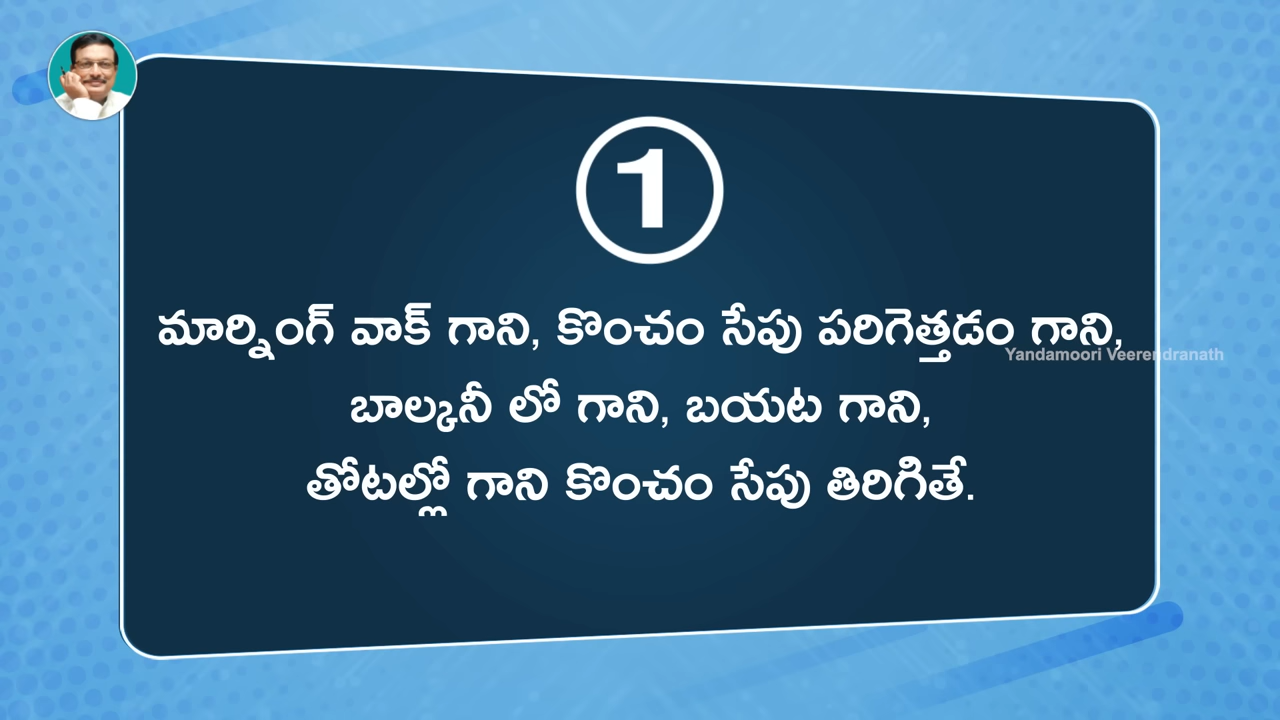 1
మార్నింగ్ వాక్ గాని, కొంచం సేపు పరిగెత్తడం గాని,
Yandamoori Veerendranath
బాల్కనీ లో గాని, బయట గాని,
తోటల్లో గాని కొంచం సేపు తిరిగితే.